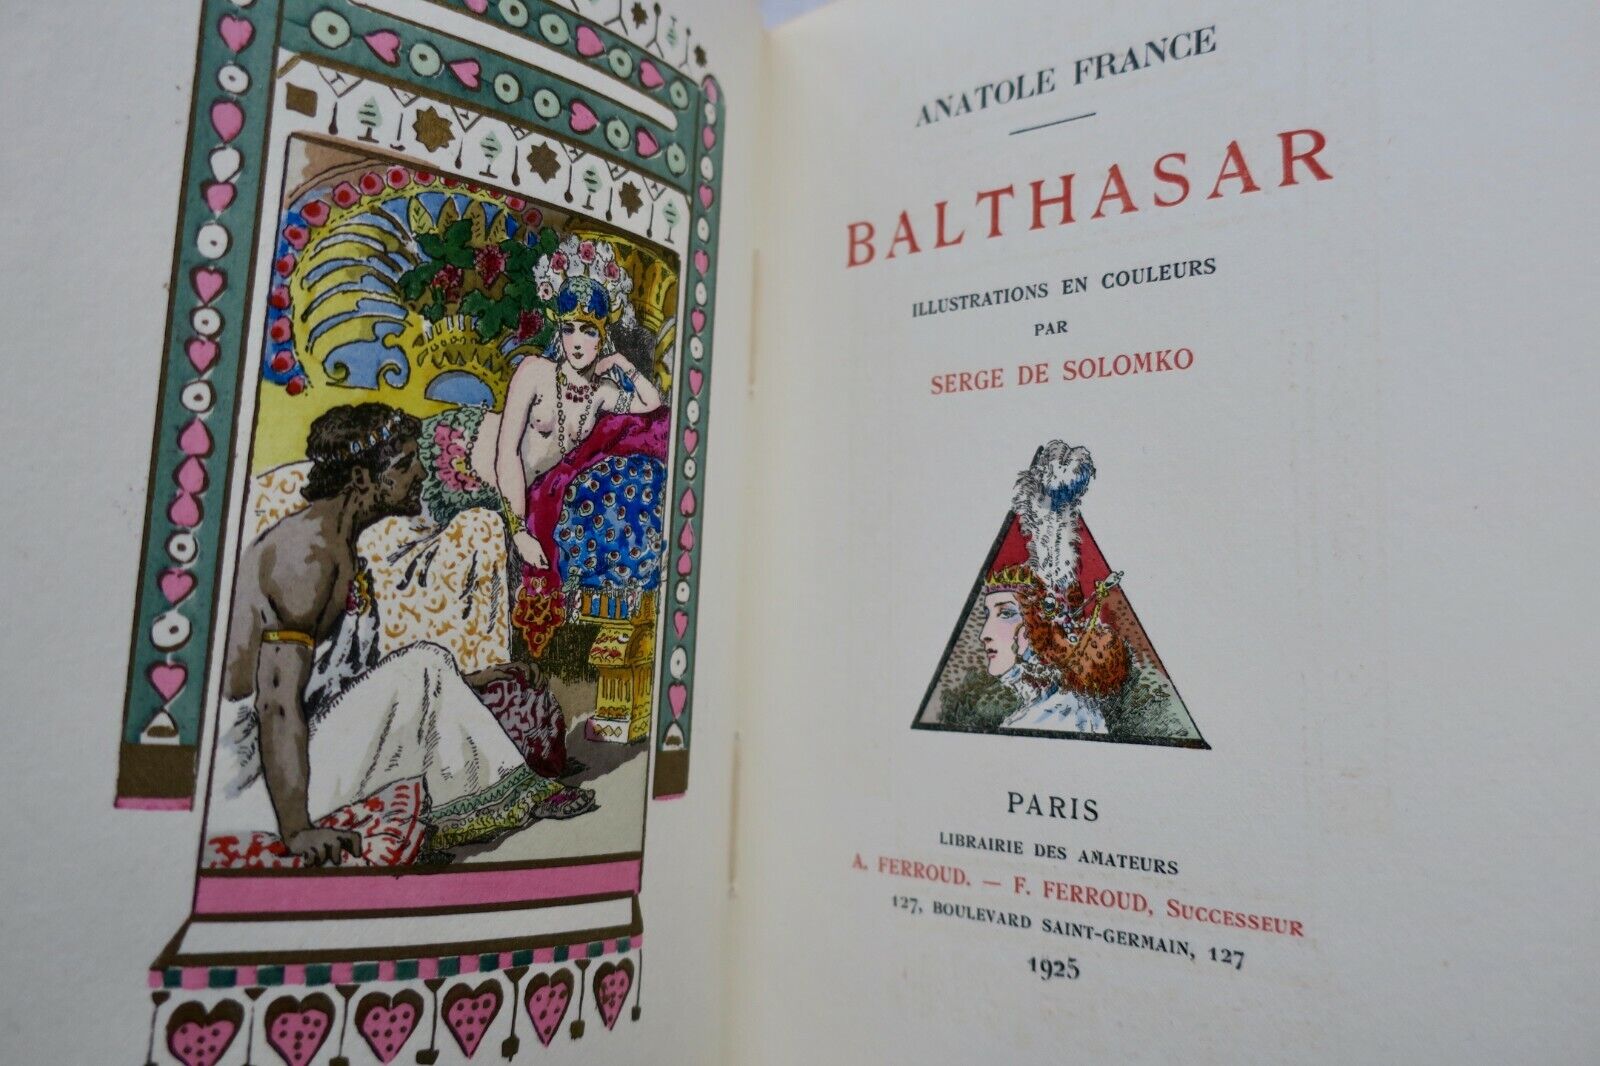 ANATOLE FRANCE
BALTHASAR
ILLUSTRATIONS EN COULEURS
PAR
SERGE DE SOLOMKO
PARIS
LIBRAIRIE DES AMATEURS
A. FERROUD. — F. FERROUD, SUCCESSEUR
127, BOULEVARD SAINT-GERMAIN, 127
1925